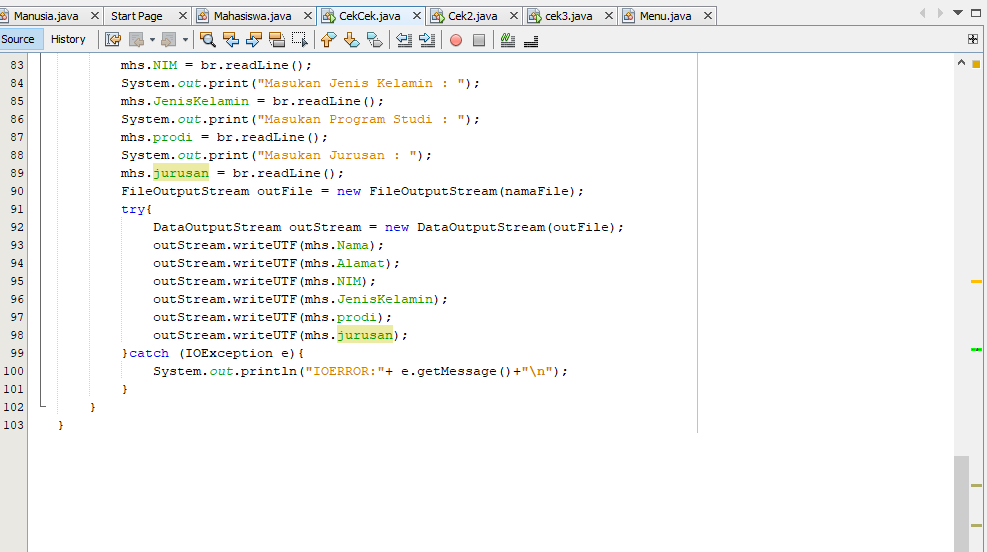 Manusia.java Start Page Mahasiswa.java CekCek.java Cek2.java cek3.java Menu.java
Source History
83 mhs.NIM = br.readLine();
84 System.out.print("Masukan Jenis Kelamin : ");
85 mhs.JenisKelamin = br.readLine();
86 System.out.print("Masukan Program Studi : ");
87 mhs.prodi = br.readLine();
88 System.out.print("Masukan Jurusan : ");
89 mhs.jurusan = br.readLine();
90 FileOutputStream outFile = new FileOutputStream(namaFile);
91 try{
92 DataOutputStream outStream = new DataOutputStream(outFile);
93 outStream.writeUTF(mhs.Nama);
94 outStream.writeUTF(mhs.Alamat);
95 outStream.writeUTF(mhs.NIM);
96 outStream.writeUTF(mhs.JenisKelamin);
97 outStream.writeUTF(mhs.prodi);
98 outStream.writeUTF(mhs.jurusan);
99 }catch (IOException e){
100 System.out.println("IOERROR:"+ e.getMessage()+"\n");
101 }
102 }
103 }